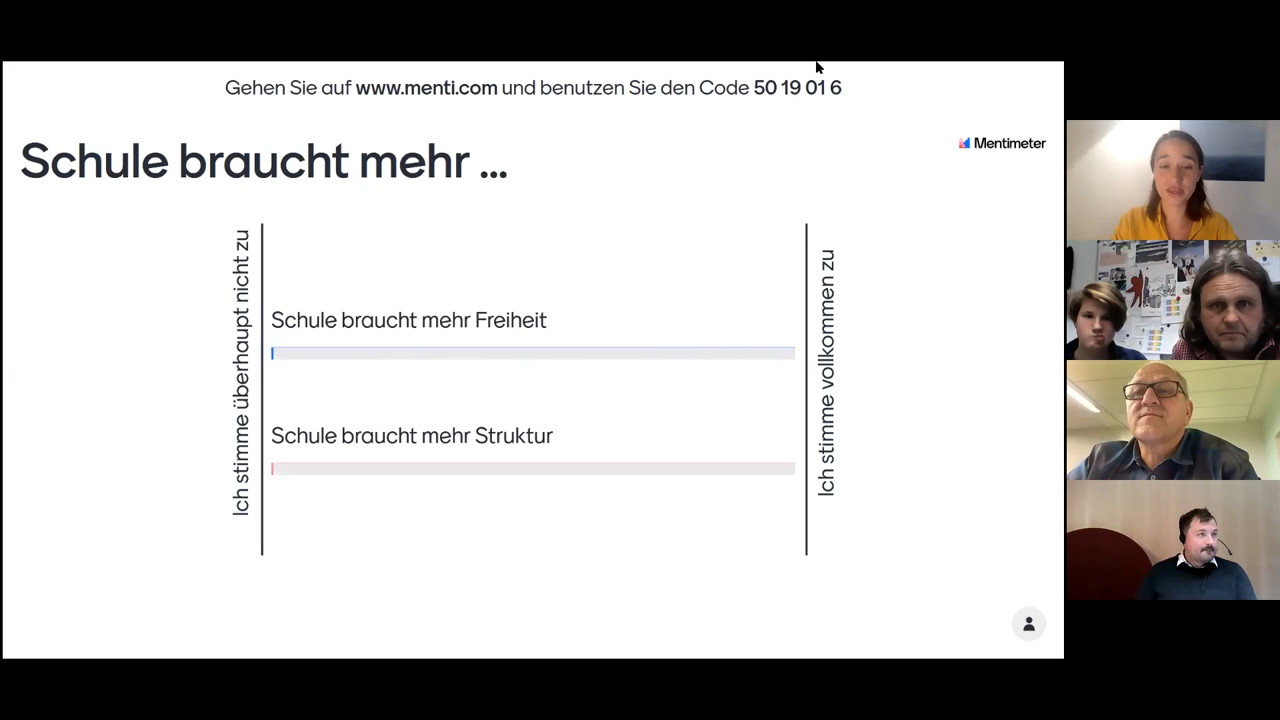 Gehen Sie auf www.menti.com und benutzen Sie den Code 50 19 01 6
Schule braucht mehr ...
Mentimeter
Ich stimme überhaupt nicht zu
Schule braucht mehr Freiheit
Schule braucht mehr Struktur
Ich stimme vollkommen zu